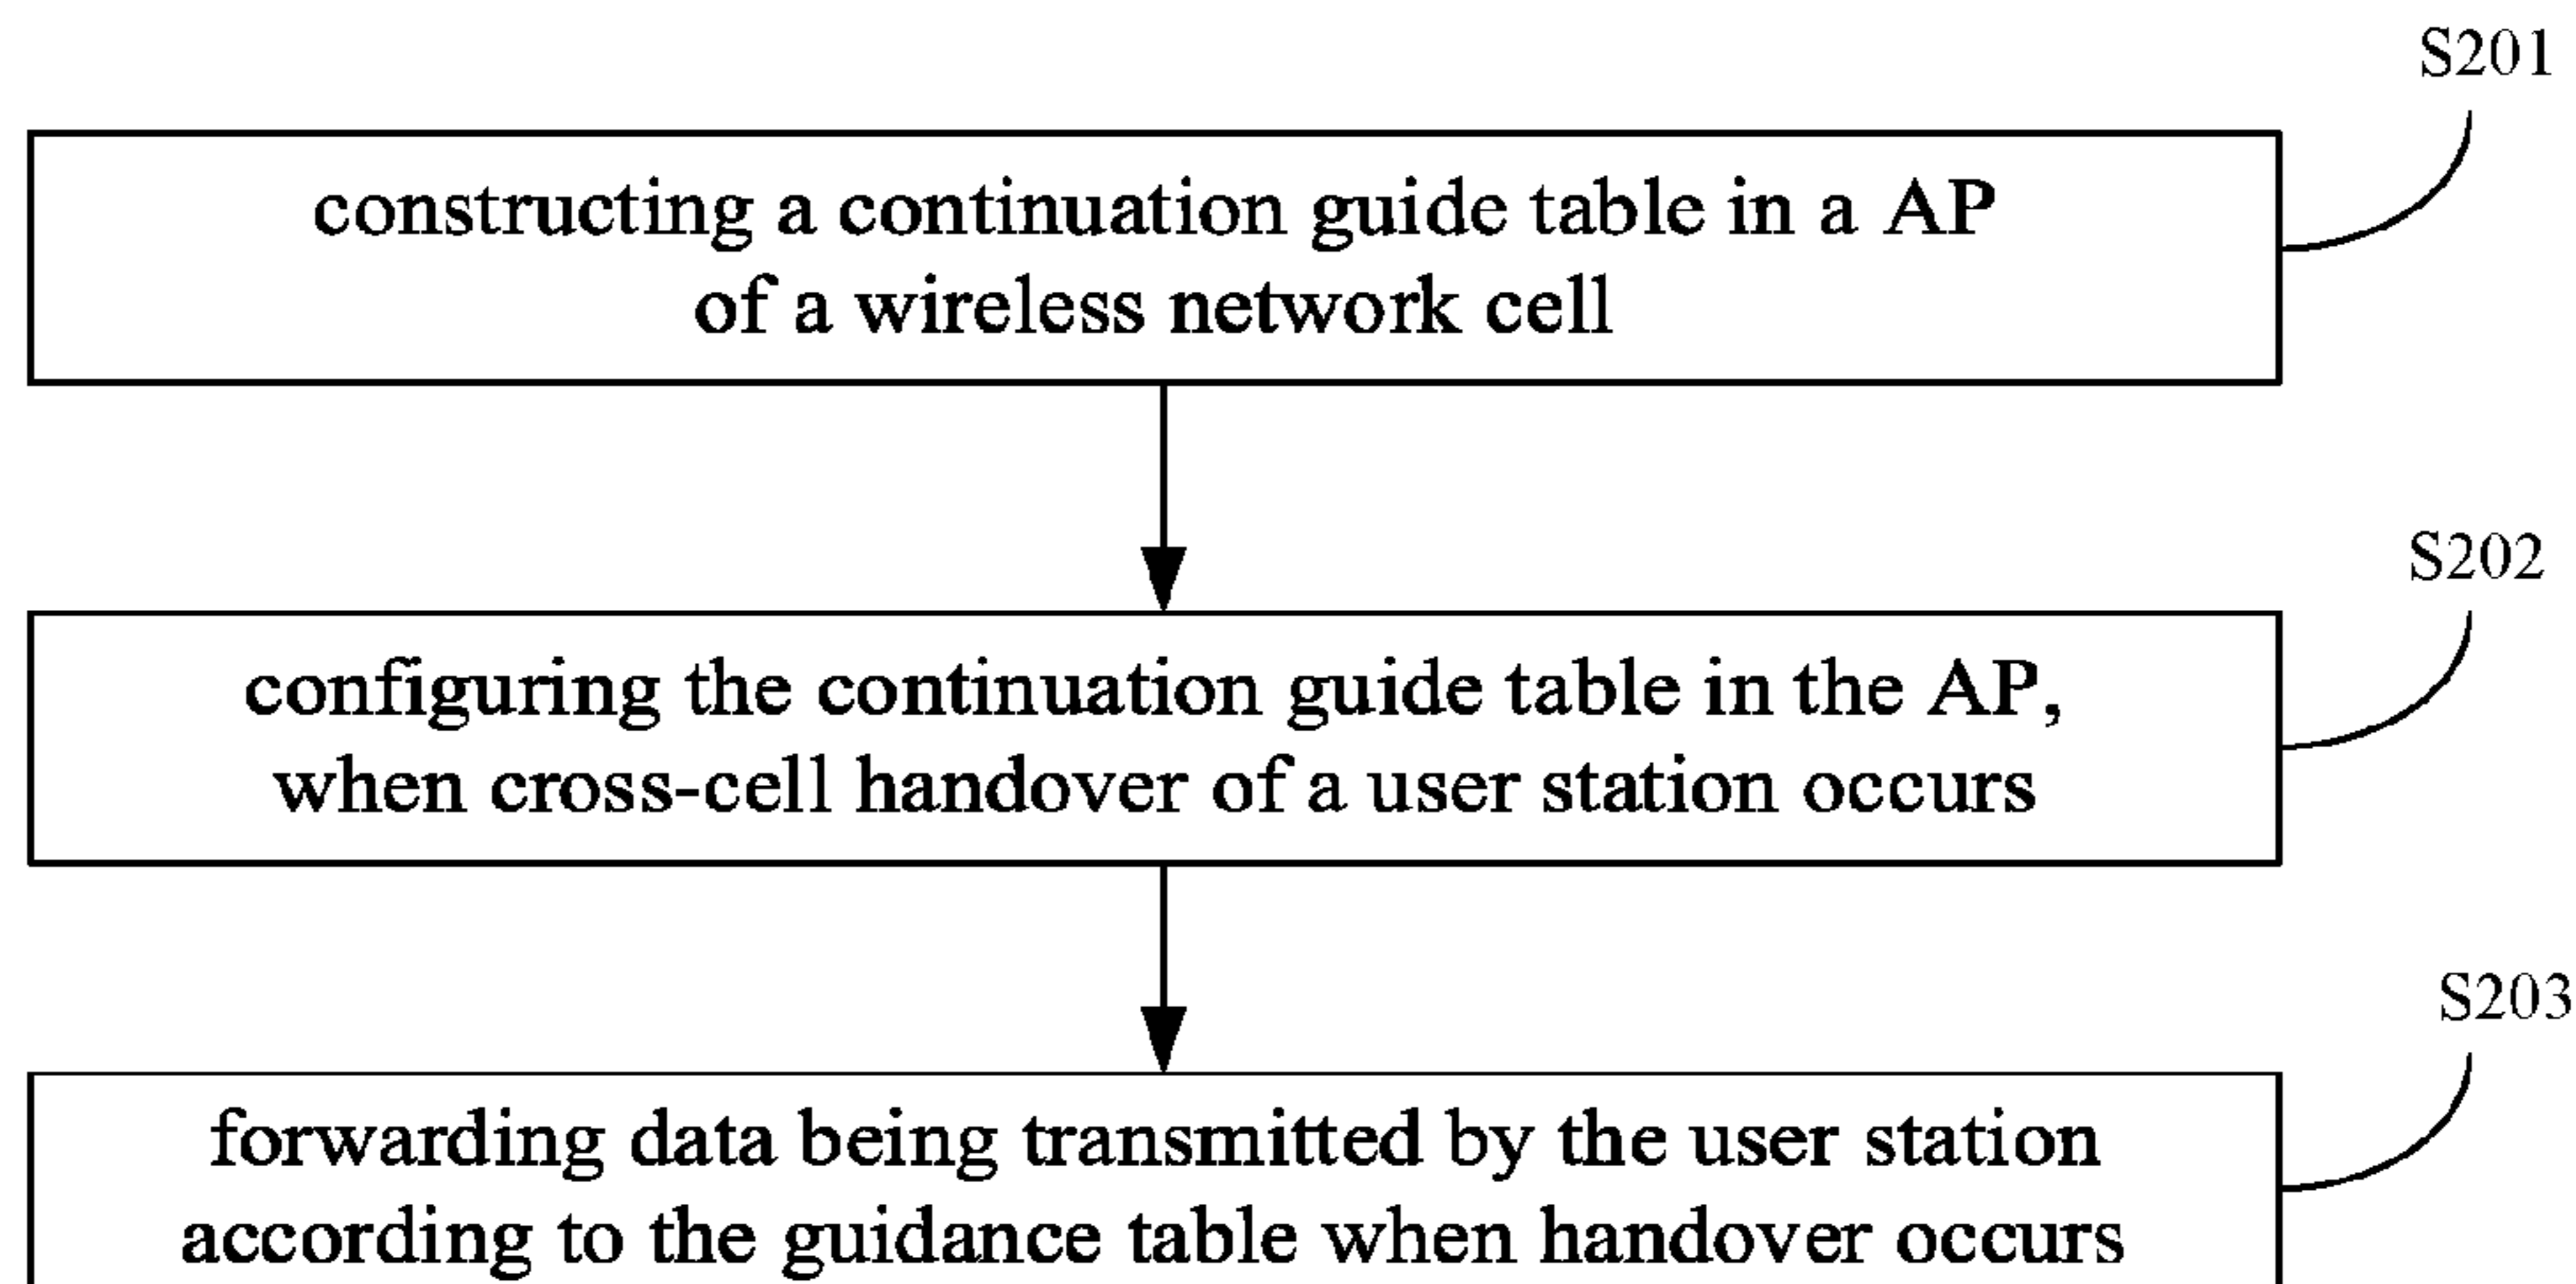 S201
constructing a continuation guide table in a AP
of a wireless network cell
S202
configuring the continuation guide table in the AP,
when cross-cell handover of a user station occurs
S203
forwarding data being transmitted by the user station
according to the guidance table when handover occurs